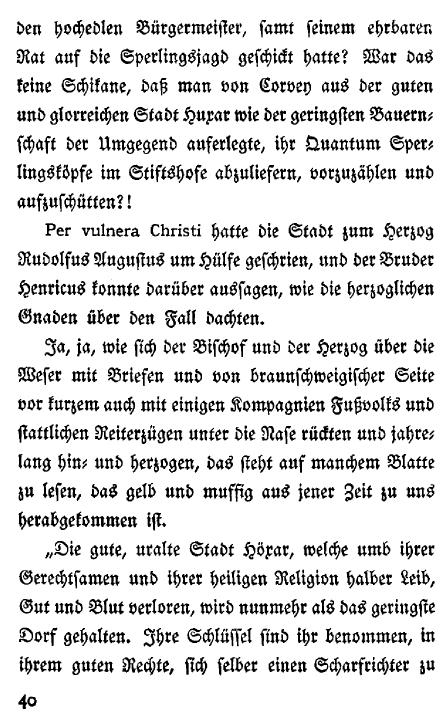 den hochedlen Bürgermeister, samt seinem ehrbaren
Rat auf die Sperlingsjagd geschickt hatte? War das
keine Schikane, daß man von Corvey aus der guten
und glorreichen Stadt Huxar wie der geringsten Bauern-
schaft der Umgegend auferlegte, ihr Quantum Sper-
lingsköpfe im Stiftshofe abzuliefern, vorzuzählen und
aufzuschütten?!
Per vulnera Christi hatte die Stadt zum Herzog
Rudolfus Augustus um Hülfe geschrien, und der Bruder
Henricus konnte darüber aussagen, wie die herzoglichen
Gnaden über den Fall dachten.
Ja, ja, wie sich der Bischof und der Herzog über die
Weser mit Briefen und von braunschweigischer Seite
vor kurzem auch mit einigen Kompagnien Fußvolks und
stattlichen Reiterzügen unter die Nase rückten und jahre-
lang hin- und herzogen, das steht auf manchem Blatte
zu lesen, das gelb und muffig aus jener Zeit zu uns
herabgekommen ist.
„Die gute, uralte Stadt Höxar, welche umb ihrer
Gerechtsamen und ihrer heiligen Religion halber Leib,
Gut und Blut verloren, wird nunmehr als das geringste
Dorf gehalten. Ihre Schlüssel sind ihr benommen, in
ihrem guten Rechte, sich selber einen Scharfrichter zu
40